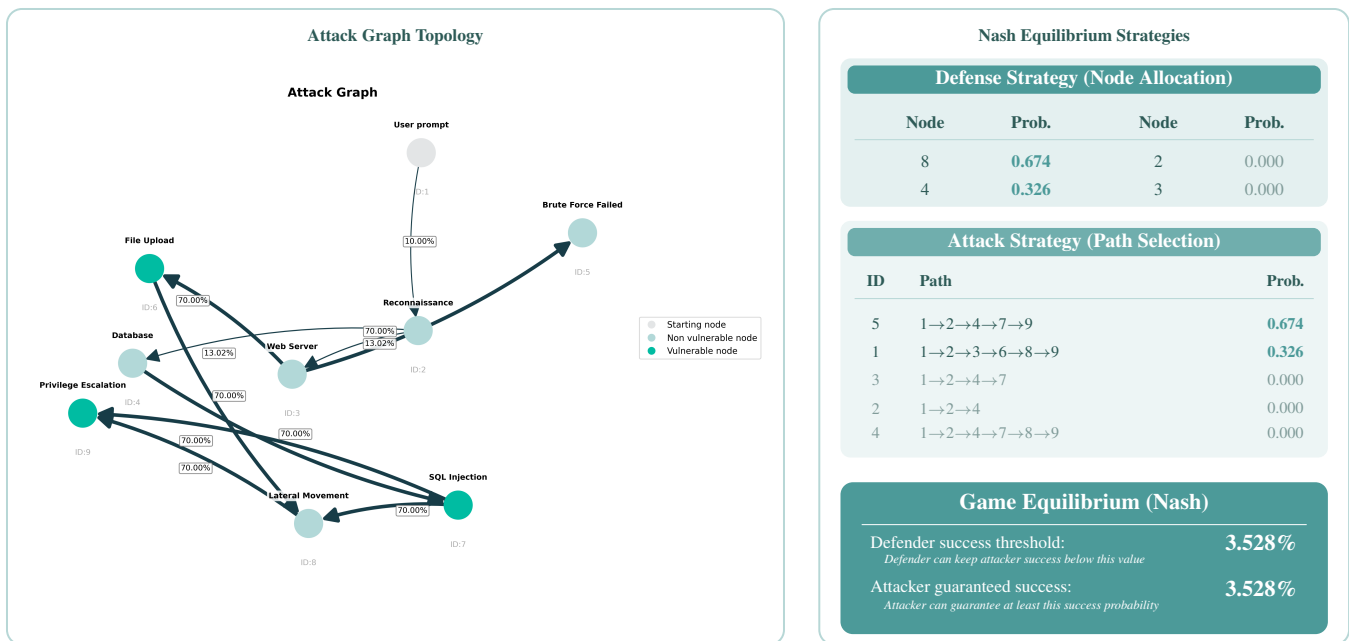 Attack Graph Topology
Attack Graph
User prompt
ID:1
Brute Force Failed
10.00%
File Upload
ID:5
70.00%
Reconnaissance
ID:6
Database
70.00%
Web Server
13.02%
13.02%
ID:2
Privilege Escalation
70.00%
ID:4
ID:3
70.00%
70.00%
ID:9
70.00%
SQL Injection
Lateral Movement
70.00%
ID:7
ID:8
Starting node
Non vulnerable node
Vulnerable node
Nash Equilibrium Strategies
Defense Strategy (Node Allocation)
Node Prob. Node Prob.
8 0.674 2 0.000
4 0.326 3 0.000
Attack Strategy (Path Selection)
ID Path Prob.
5 1→2→4→7→9 0.674
1 1→2→3→6→8→9 0.326
3 1→2→4→7 0.000
2 1→2→4 0.000
4 1→2→4→7→8→9 0.000
Game Equilibrium (Nash)
Defender success threshold: 3.528%
Defender can keep attacker success below this value
Attacker guaranteed success: 3.528%
Attacker can guarantee at least this success probability